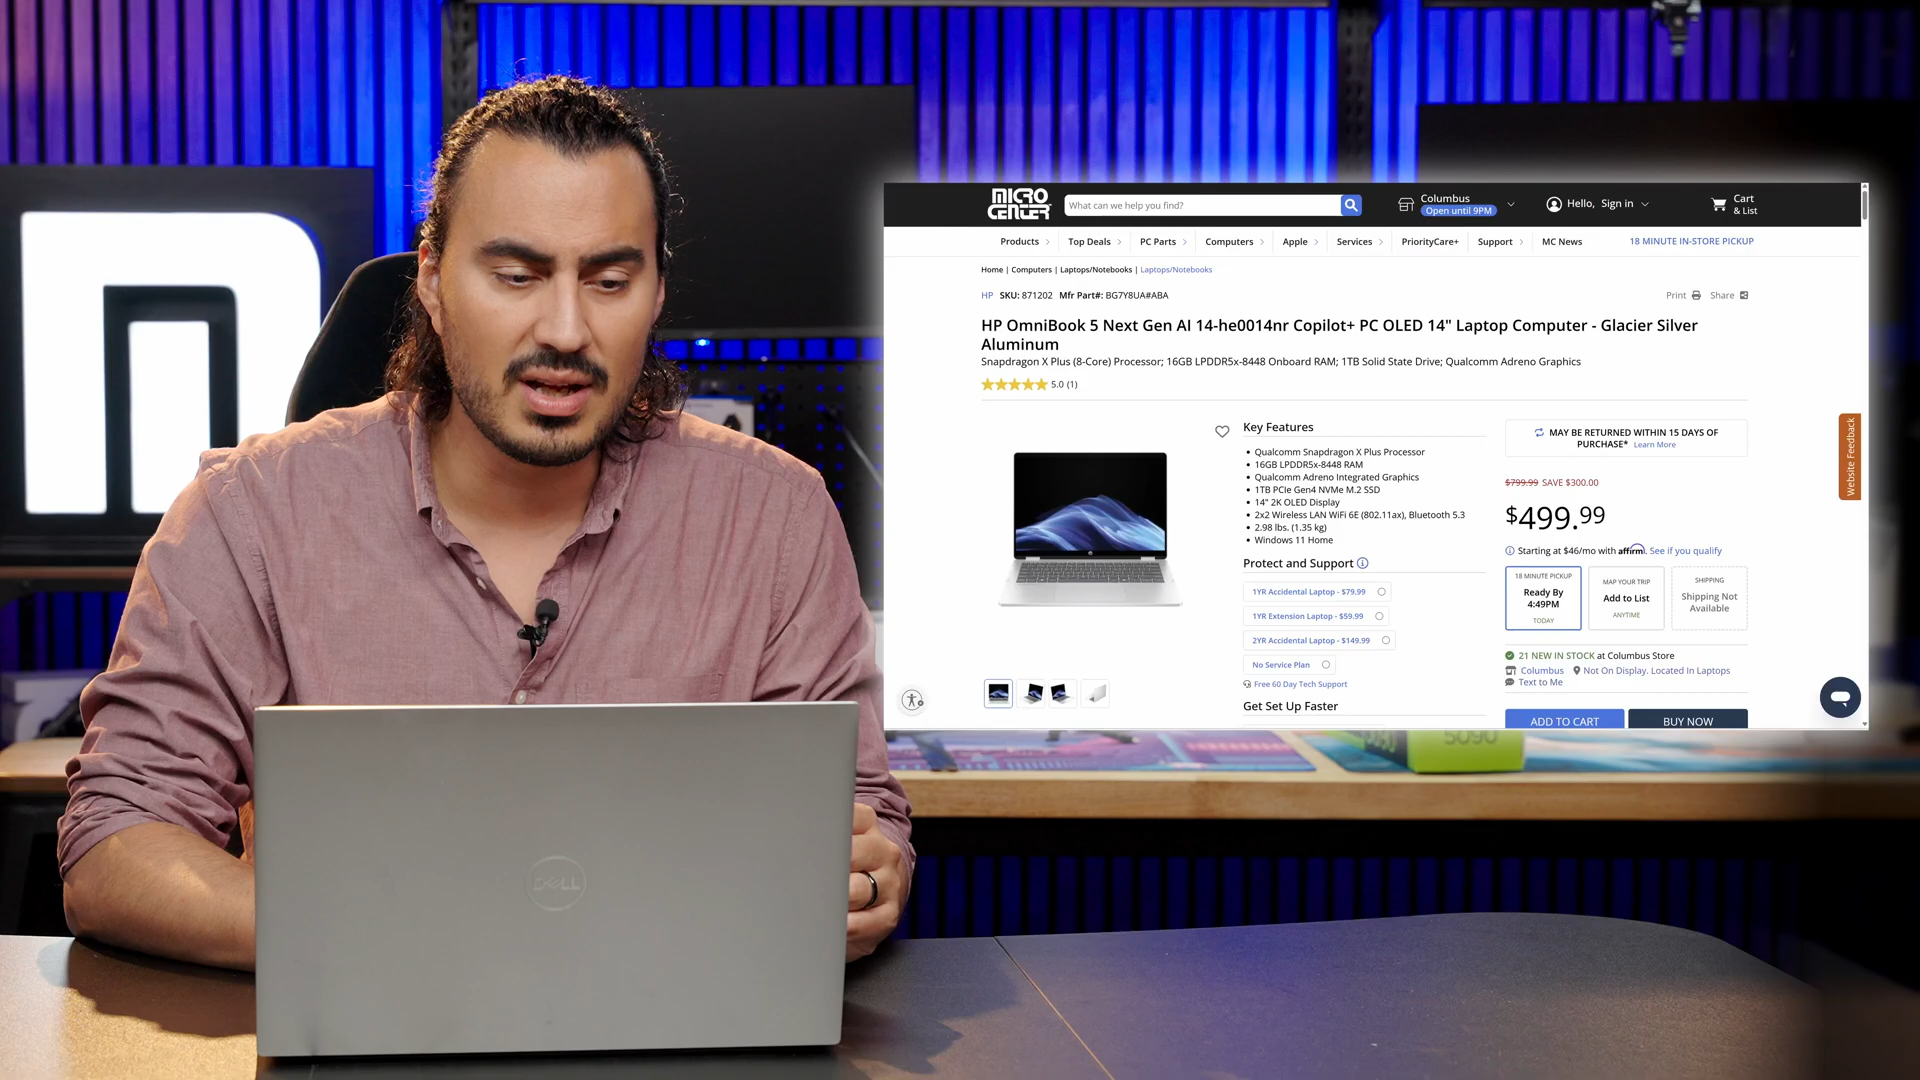 MICRO CENTER
What can we help you find?
Columbus
Open until 9PM
Hello, Sign in
Cart
& List
Products
Top Deals
PC Parts
Computers
Apple
Services
PriorityCare+
Support
MC News
18 MINUTE IN-STORE PICKUP
Home | Computers | Laptops/Notebooks | Laptops/Notebooks
HP SKU: 871202 Mfr Part#: BG7Y8UA#ABA
Print
Share
HP OmniBook 5 Next Gen AI 14-he0014nr Copilot+ PC OLED 14" Laptop Computer - Glacier Silver
Aluminum
Snapdragon X Plus (8-Core) Processor; 16GB LPDDR5x-8448 Onboard RAM; 1TB Solid State Drive; Qualcomm Adreno Graphics
5.0 (1)
Key Features
Qualcomm Snapdragon X Plus Processor
16GB LPDDR5x-8448 RAM
Qualcomm Adreno Integrated Graphics
1TB PCIe Gen4 NVMe M.2 SSD
14" 2K OLED Display
2x2 Wireless LAN WiFi 6E (802.11ax), Bluetooth 5.3
2.98 lbs. (1.35 kg)
Windows 11 Home
Protect and Support
1YR Accidental Laptop - $79.99
1YR Extension Laptop - $59.99
2YR Accidental Laptop - $149.99
No Service Plan
Free 60 Day Tech Support
Get Set Up Faster
MAY BE RETURNED WITHIN 15 DAYS OF
PURCHASE* Learn More
$799.99 SAVE $300.00
$499.99
Starting at $46/mo with affirm. See if you qualify
18 MINUTE PICKUP
Ready By
4:49PM
TODAY
MAP YOUR TRIP
Add to List
ANYTIME
SHIPPING
Shipping Not
Available
21 NEW IN STOCK at Columbus Store
Columbus
Not On Display. Located In Laptops
Text to Me
ADD TO CART
BUY NOW
Website Feedback
5090
DELL